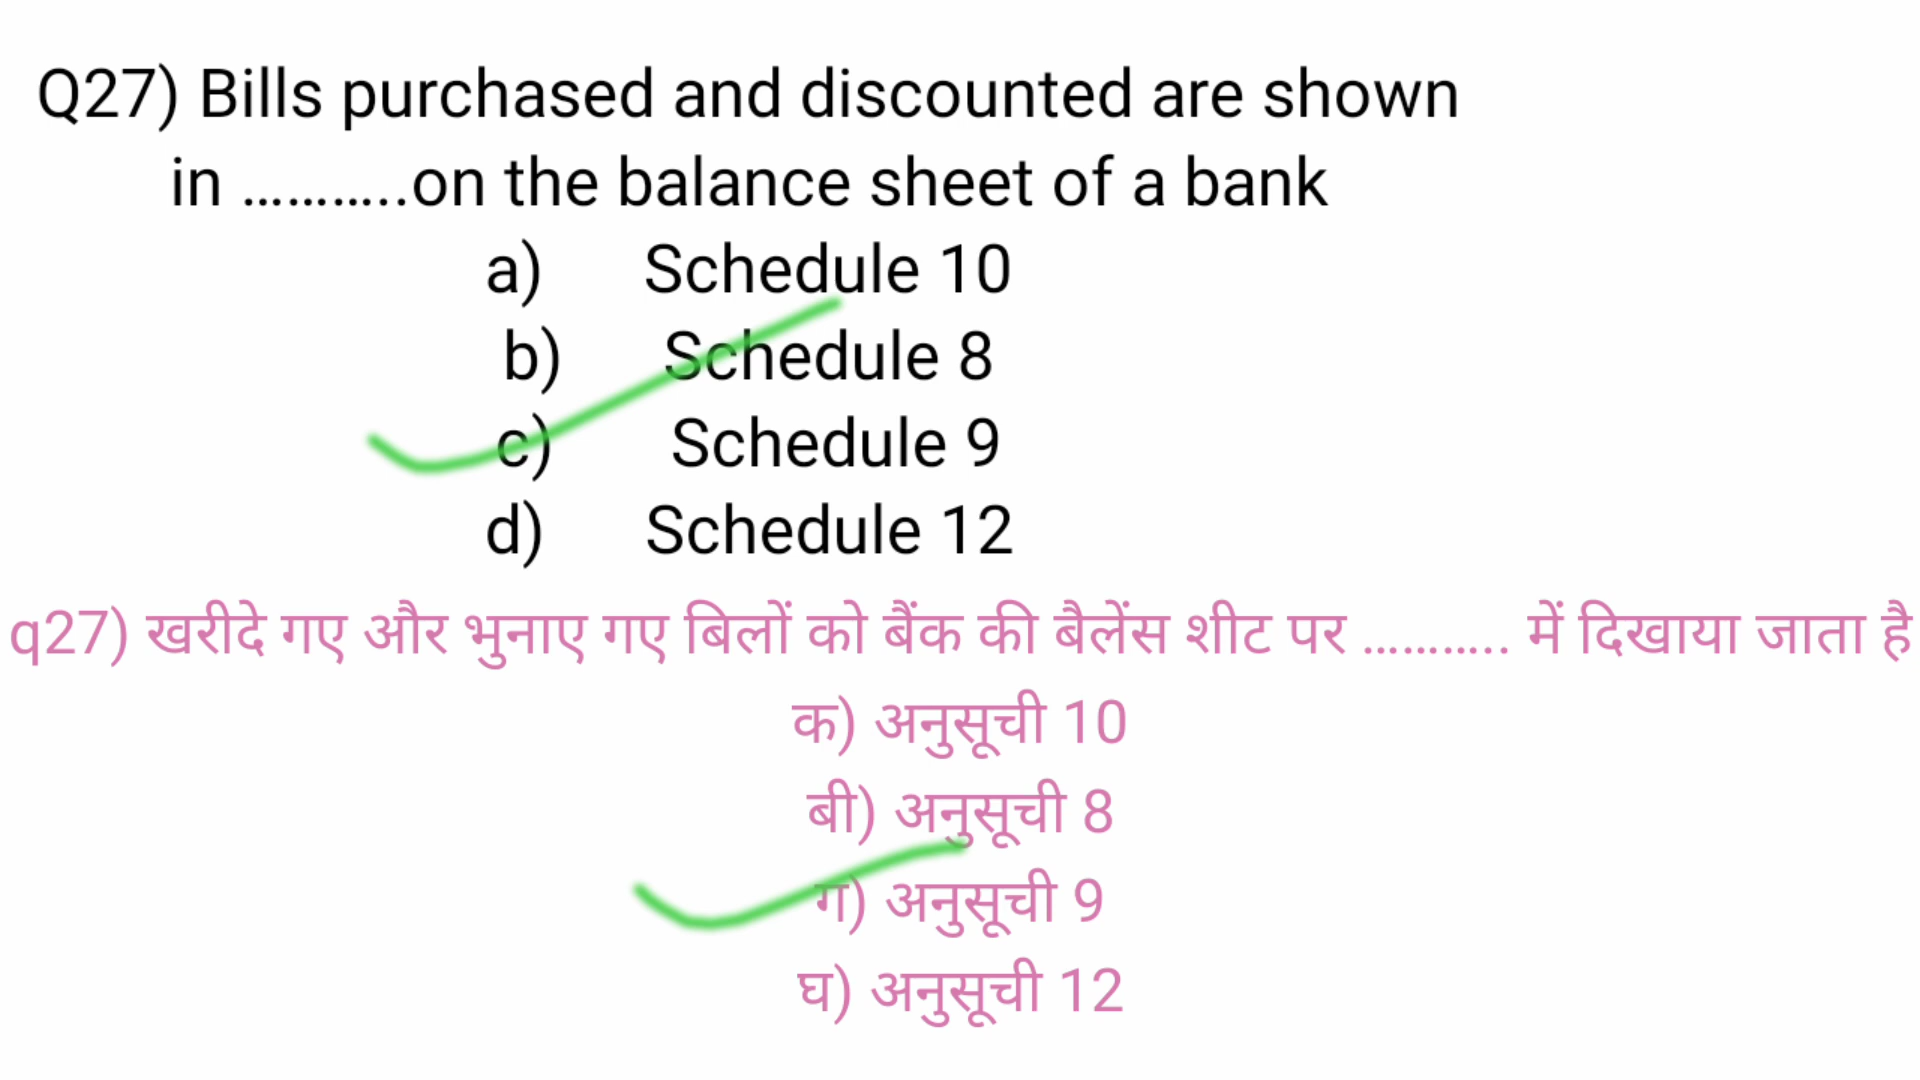 Q27) Bills purchased and discounted are shown
in ...........on the balance sheet of a bank
a) Schedule 10
b) Schedule 8
c) Schedule 9
d) Schedule 12
q27) खरीदे गए और भुनाए गए बिलों को बैंक की बैलेंस शीट पर ........... में दिखाया जाता है
क) अनुसूची 10
बी) अनुसूची 8
ग) अनुसूची 9
घ) अनुसूची 12